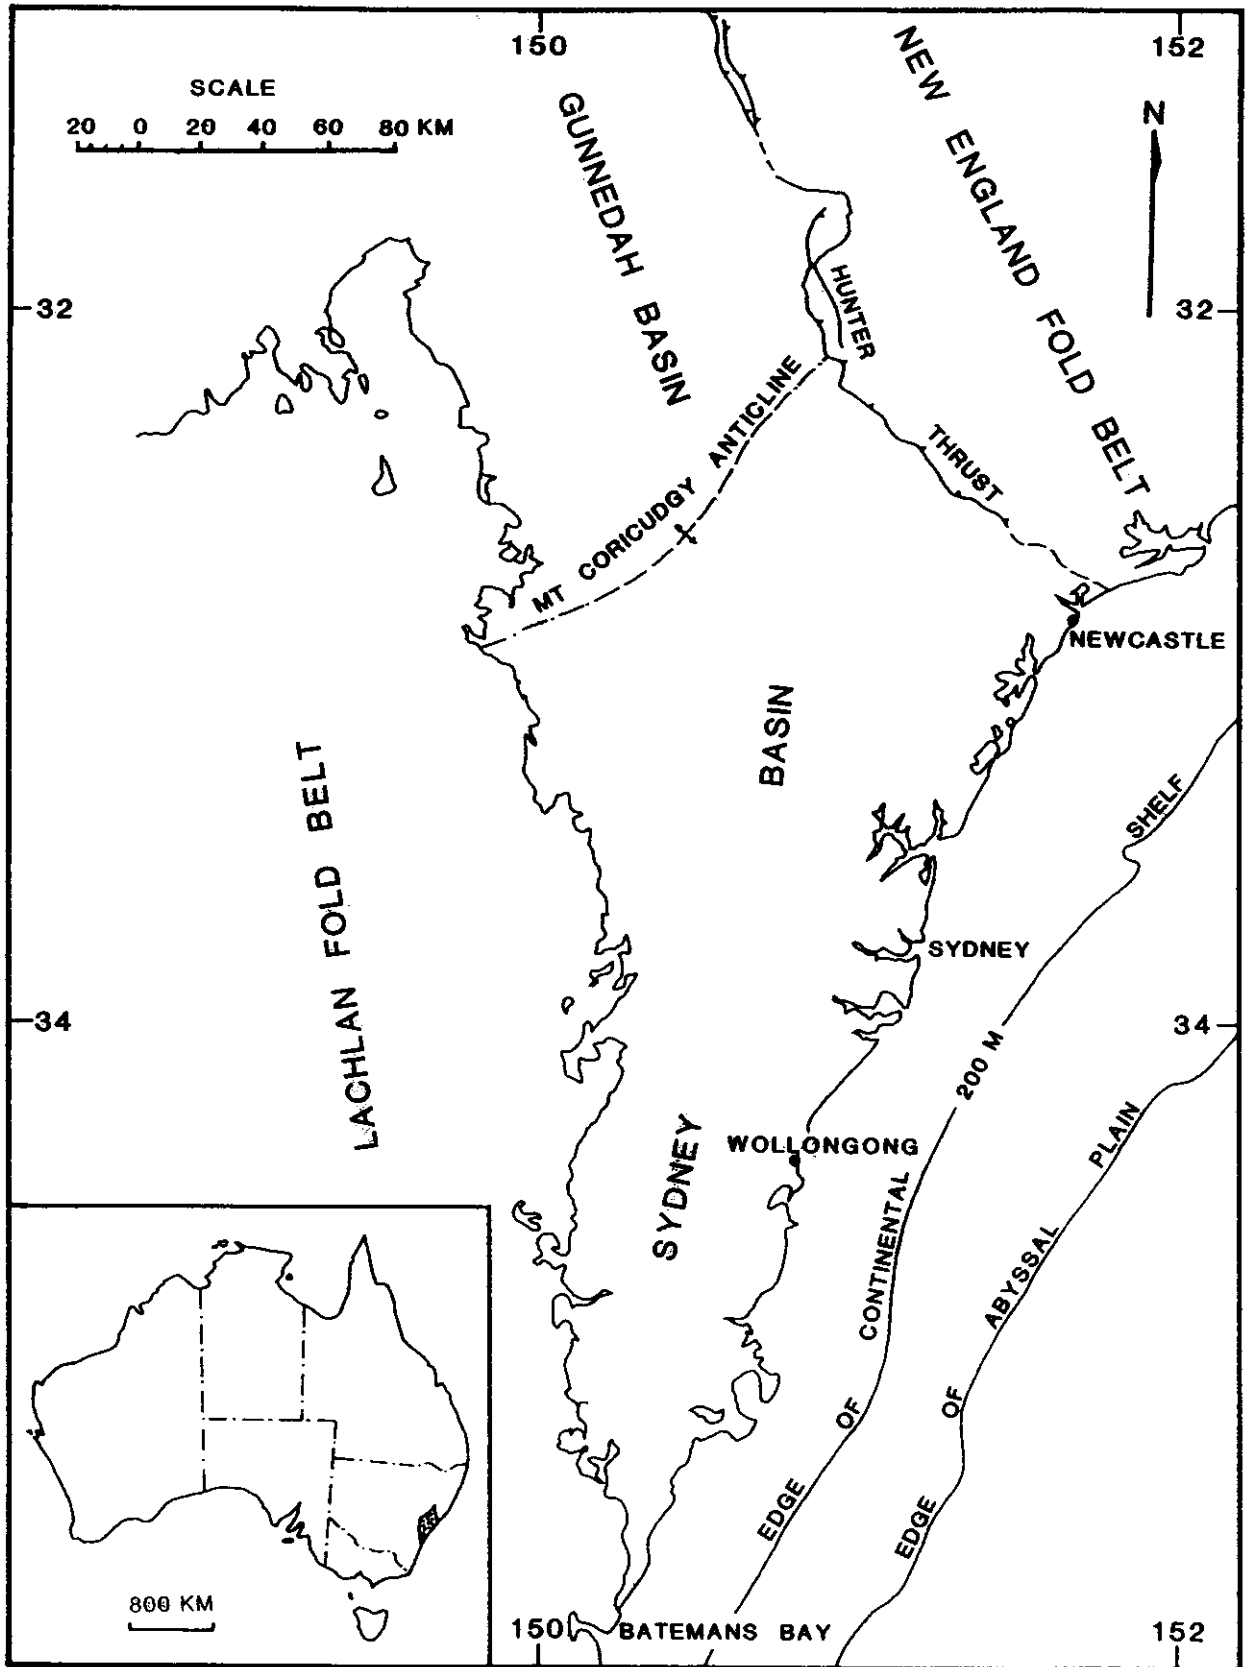 150
152
SCALE
20 0 20 40 60 80 KM
N
GUNNEDAH BASIN
NEW ENGLAND FOLD BELT
32
32
HUNTER
THRUST
MT CORICUDGY ANTICLINE
NEWCASTLE
SYDNEY BASIN
LACHLAN FOLD BELT
SYDNEY
34
34
WOLLONGONG
EDGE OF CONTINENTAL 200 M SHELF
EDGE OF ABYSSAL PLAIN
800 KM
150
BATEMANS BAY
152